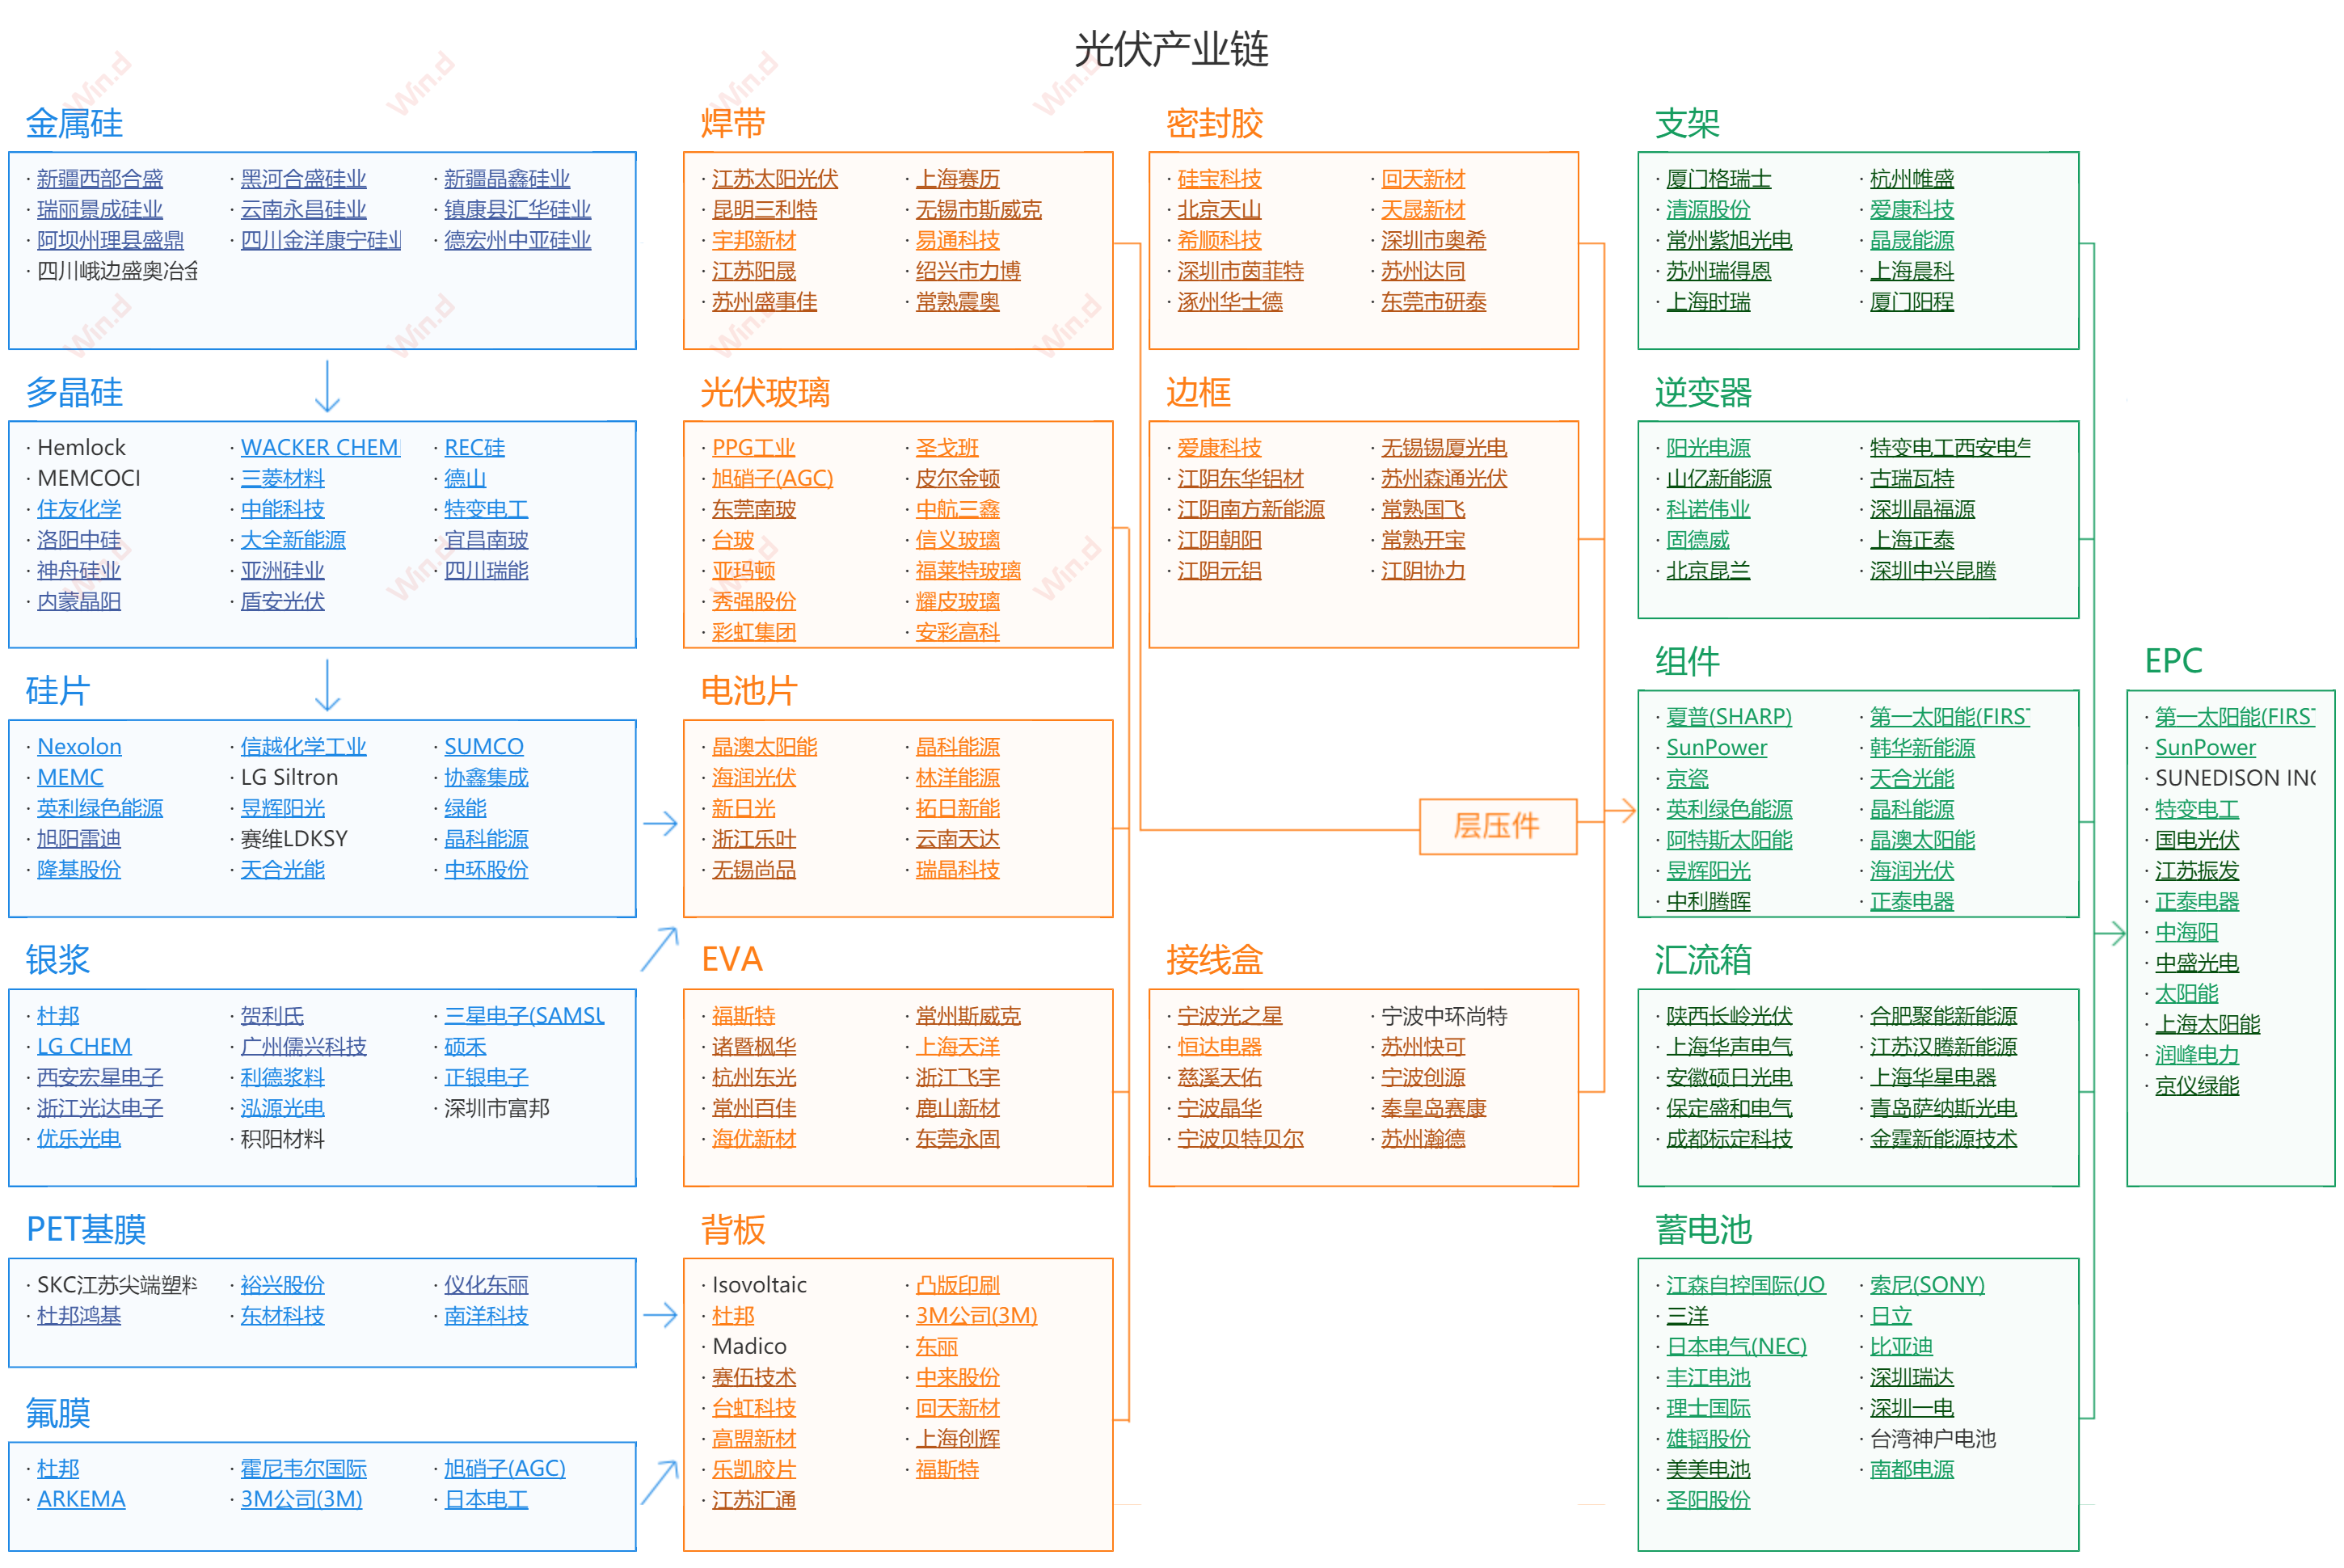 光伏产业链
金属硅
· 新疆西部合盛 · 黑河合盛硅业 · 新疆晶鑫硅业
· 瑞丽景成硅业 · 云南永昌硅业 · 镇康县汇华硅业
· 阿坝州理县盛鼎 · 四川金洋康宁硅业 · 德宏州中亚硅业
· 四川峨边盛奥冶金
多晶硅
· Hemlock · WACKER CHEM · REC硅
· MEMCOCI · 三菱材料 · 德山
· 住友化学 · 中能科技 · 特变电工
· 洛阳中硅 · 大全新能源 · 宜昌南玻
· 神舟硅业 · 亚洲硅业 · 四川瑞能
· 内蒙晶阳 · 盾安光伏
硅片
· Nexolon · 信越化学工业 · SUMCO
· MEMC · LG Siltron · 协鑫集成
· 英利绿色能源 · 昱辉阳光 · 绿能
· 旭阳雷迪 · 赛维LDKSY · 晶科能源
· 隆基股份 · 天合光能 · 中环股份
银浆
· 杜邦 · 贺利氏 · 三星电子(SAMSU
· LG CHEM · 广州儒兴科技 · 硕禾
· 西安宏星电子 · 利德浆料 · 正银电子
· 浙江光达电子 · 泓源光电 · 深圳市富邦
· 优乐光电 · 积阳材料
PET基膜
· SKC江苏尖端塑料 · 裕兴股份 · 仪化东丽
· 杜邦鸿基 · 东材科技 · 南洋科技
氟膜
· 杜邦 · 霍尼韦尔国际 · 旭硝子(AGC)
· ARKEMA · 3M公司(3M) · 日本电工
焊带
· 江苏太阳光伏 · 上海赛历
· 昆明三利特 · 无锡市斯威克
· 宇邦新材 · 易通科技
· 江苏阳晟 · 绍兴市力博
· 苏州盛事佳 · 常熟震奥
光伏玻璃
· PPG工业 · 圣戈班
· 旭硝子(AGC) · 皮尔金顿
· 东莞南玻 · 中航三鑫
· 台玻 · 信义玻璃
· 亚玛顿 · 福莱特玻璃
· 秀强股份 · 耀皮玻璃
· 彩虹集团 · 安彩高科
电池片
· 晶澳太阳能 · 晶科能源
· 海润光伏 · 林洋能源
· 新日光 · 拓日新能
· 浙江乐叶 · 云南天达
· 无锡尚品 · 瑞晶科技
EVA
· 福斯特 · 常州斯威克
· 诸暨枫华 · 上海天洋
· 杭州东光 · 浙江飞宇
· 常州百佳 · 鹿山新材
· 海优新材 · 东莞永固
背板
· Isovoltaic · 凸版印刷
· 杜邦 · 3M公司(3M)
· Madico · 东丽
· 赛伍技术 · 中来股份
· 台虹科技 · 回天新材
· 高盟新材 · 上海创辉
· 乐凯胶片 · 福斯特
· 江苏汇通
密封胶
· 硅宝科技 · 回天新材
· 北京天山 · 天晟新材
· 希顺科技 · 深圳市奥希
· 深圳市茵菲特 · 苏州达同
· 涿州华士德 · 东莞市研泰
边框
· 爱康科技 · 无锡锡厦光电
· 江阴东华铝材 · 苏州森通光伏
· 江阴南方新能源 · 常熟国飞
· 江阴朝阳 · 常熟开宝
· 江阴元铝 · 江阴协力
层压件
接线盒
· 宁波光之星 · 宁波中环尚特
· 恒达电器 · 苏州快可
· 慈溪天佑 · 宁波创源
· 宁波晶华 · 秦皇岛赛康
· 宁波贝特贝尔 · 苏州瀚德
支架
· 厦门格瑞士 · 杭州帷盛
· 清源股份 · 爱康科技
· 常州紫旭光电 · 晶晟能源
· 苏州瑞得恩 · 上海晨科
· 上海时瑞 · 厦门阳程
逆变器
· 阳光电源 · 特变电工西安电气
· 山亿新能源 · 古瑞瓦特
· 科诺伟业 · 深圳晶福源
· 固德威 · 上海正泰
· 北京昆兰 · 深圳中兴昆腾
组件
· 夏普(SHARP) · 第一太阳能(FIRST
· SunPower · 韩华新能源
· 京瓷 · 天合光能
· 英利绿色能源 · 晶科能源
· 阿特斯太阳能 · 晶澳太阳能
· 昱辉阳光 · 海润光伏
· 中利腾晖 · 正泰电器
汇流箱
· 陕西长岭光伏 · 合肥聚能新能源
· 上海华声电气 · 江苏汉腾新能源
· 安徽硕日光电 · 上海华星电器
· 保定盛和电气 · 青岛萨纳斯光电
· 成都标定科技 · 金霆新能源技术
蓄电池
· 江森自控国际(JO · 索尼(SONY)
· 三洋 · 日立
· 日本电气(NEC) · 比亚迪
· 丰江电池 · 深圳瑞达
· 理士国际 · 深圳一电
· 雄韬股份 · 台湾神户电池
· 美美电池 · 南都电源
· 圣阳股份
EPC
· 第一太阳能(FIRST
· SunPower
· SUNEDISON INC
· 特变电工
· 国电光伏
· 江苏振发
· 正泰电器
· 中海阳
· 中盛光电
· 太阳能
· 上海太阳能
· 润峰电力
· 京仪绿能
Win.d
Win.d
Win.d
Win.d
Win.d
Win.d
Win.d
Win.d
Win.d
Win.d
Win.d
Win.d